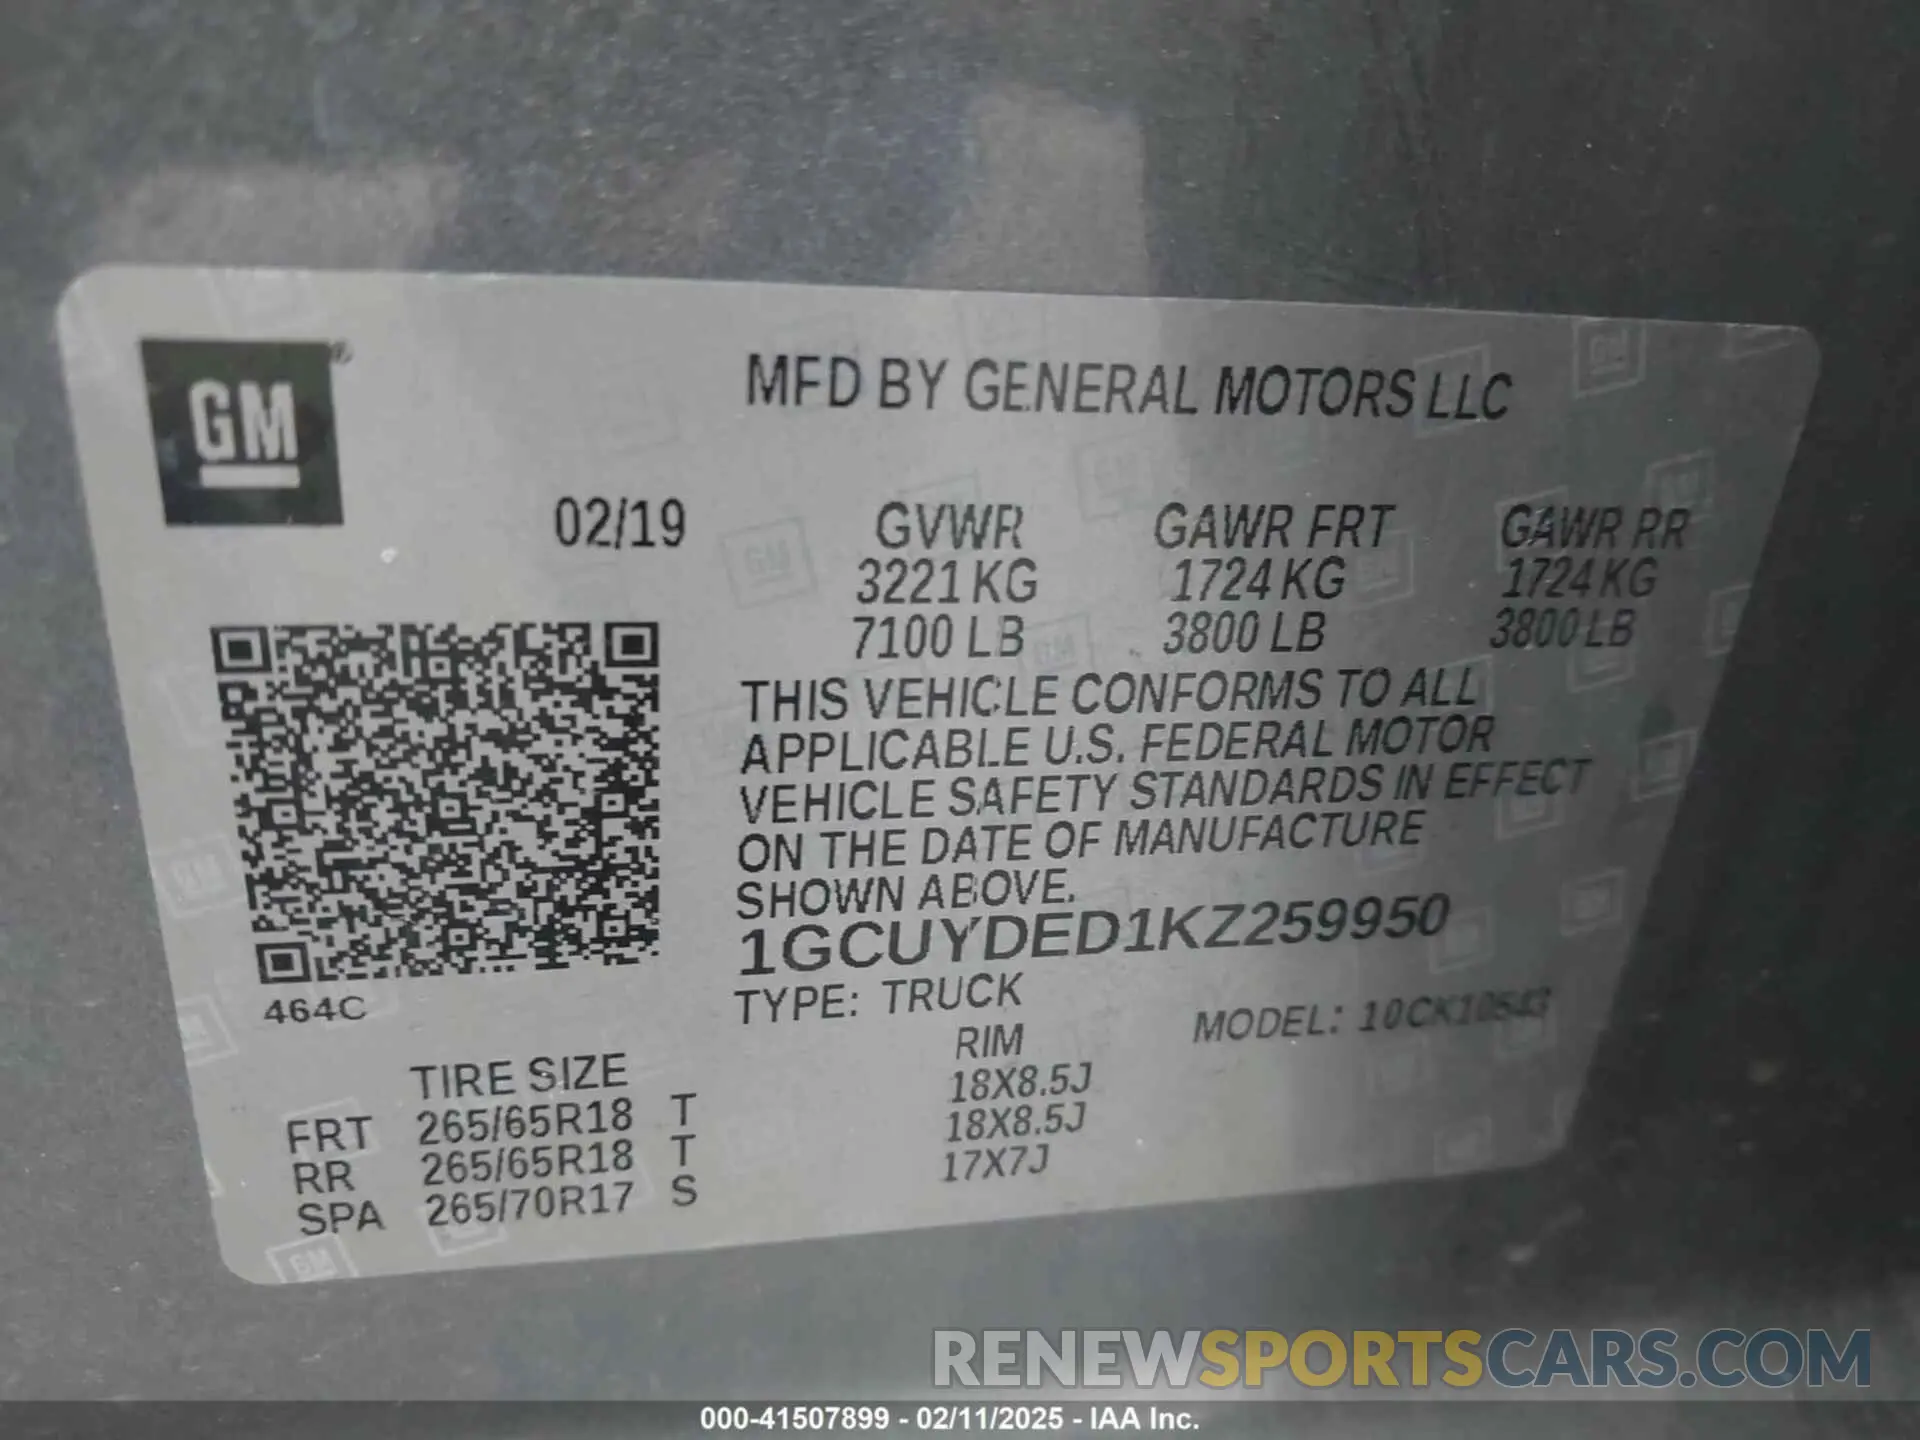 GM®
MFD BY GENERAL MOTORS LLC
02/19 GVWR GAWR FRT GAWR RR
3221 KG 1724 KG 1724 KG
7100 LB 3800 LB 3800 LB
THIS VEHICLE CONFORMS TO ALL
APPLICABLE U.S. FEDERAL MOTOR
VEHICLE SAFETY STANDARDS IN EFFECT
ON THE DATE OF MANUFACTURE
SHOWN ABOVE.
1GCUYDED1KZ259950
464C
TYPE: TRUCK MODEL: 10CK10543
TIRE SIZE RIM
FRT 265/65R18 T 18X8.5J
RR 265/65R18 T 18X8.5J
SPA 265/70R17 S 17X7J
RENEWSPORTSCARS.COM
000-41507899 - 02/11/2025 - IAA Inc.